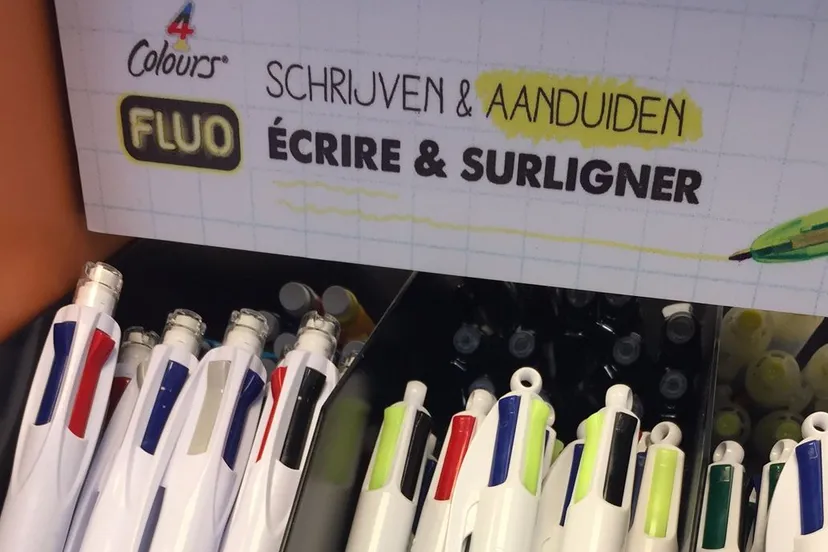 4
Colours®
FLUO
SCHRIJVEN & AANDUIDEN
ÉCRIRE & SURLIGNER